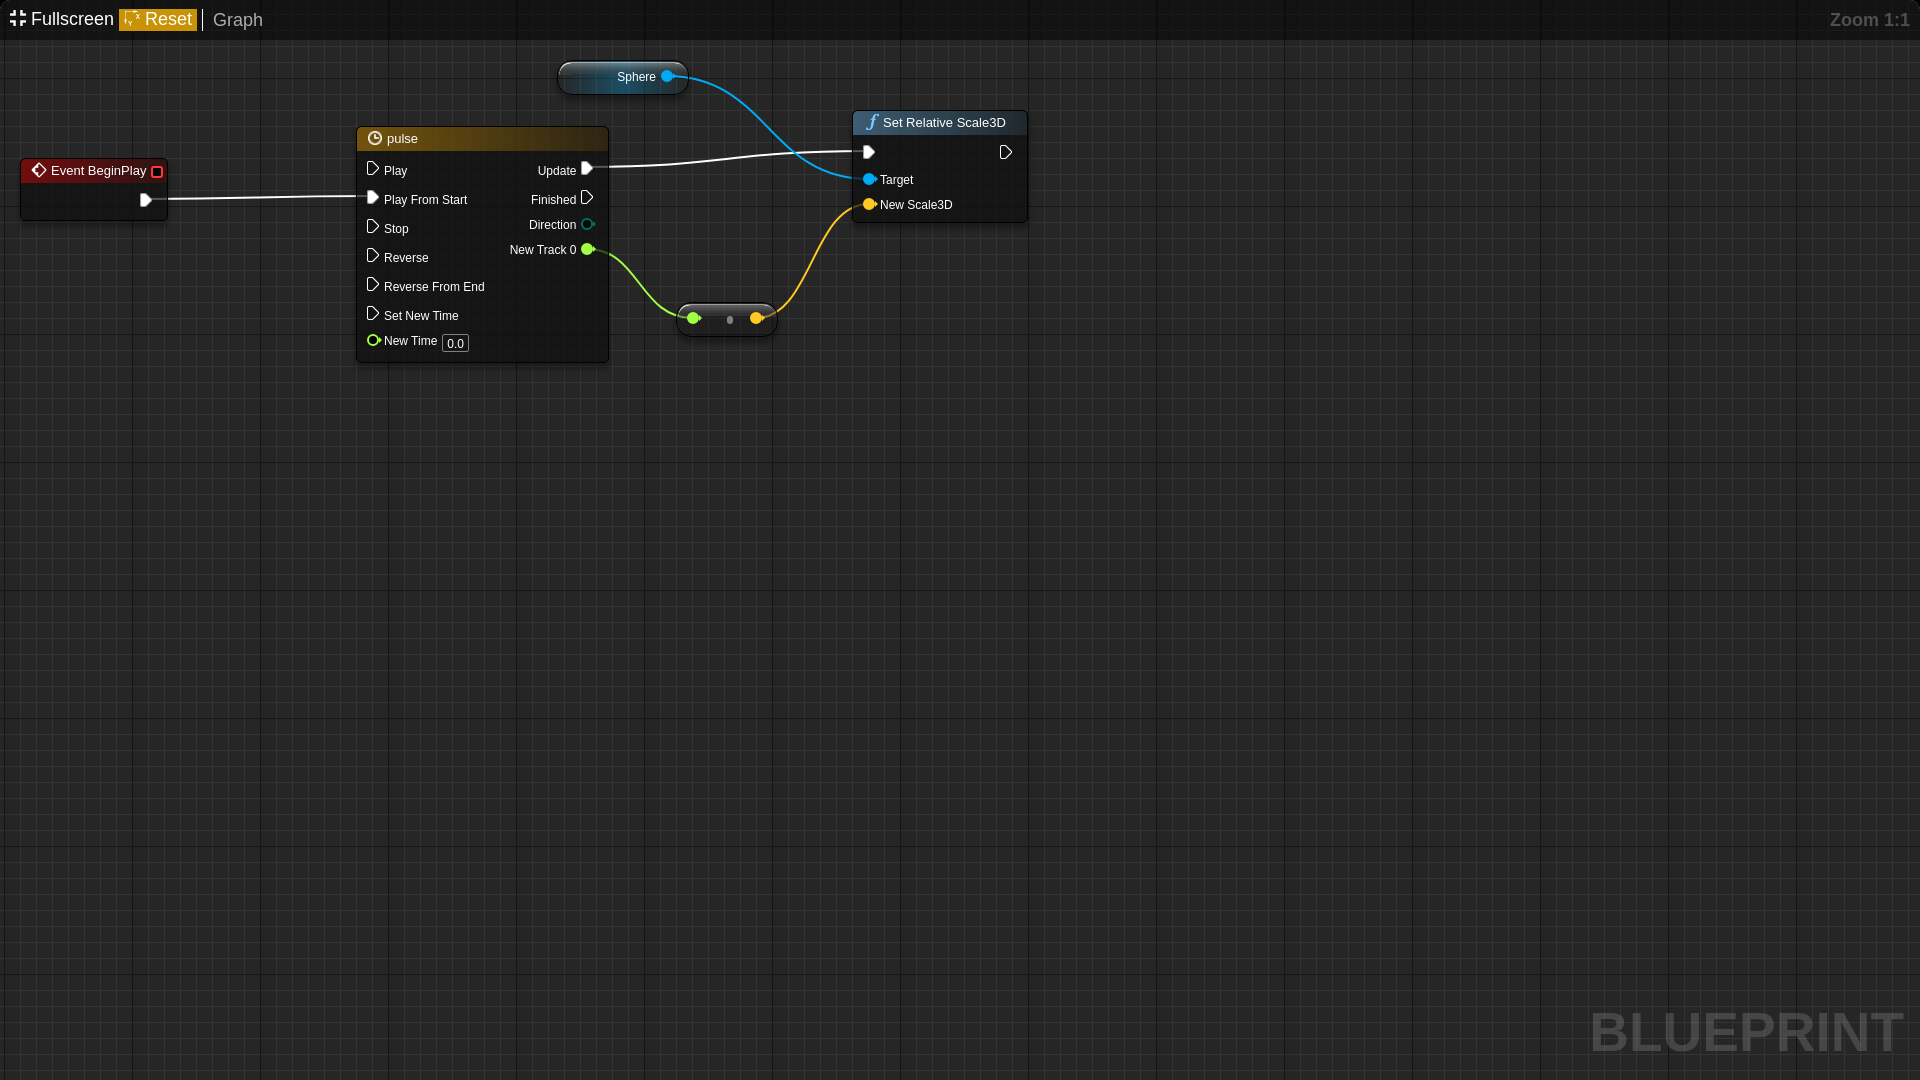 Fullscreen Reset Graph
Zoom 1:1
Sphere
Event BeginPlay
pulse
Play
Play From Start
Stop
Reverse
Reverse From End
Set New Time
New Time 0.0
Update
Finished
Direction
New Track 0
Set Relative Scale3D
Target
New Scale3D
BLUEPRINT